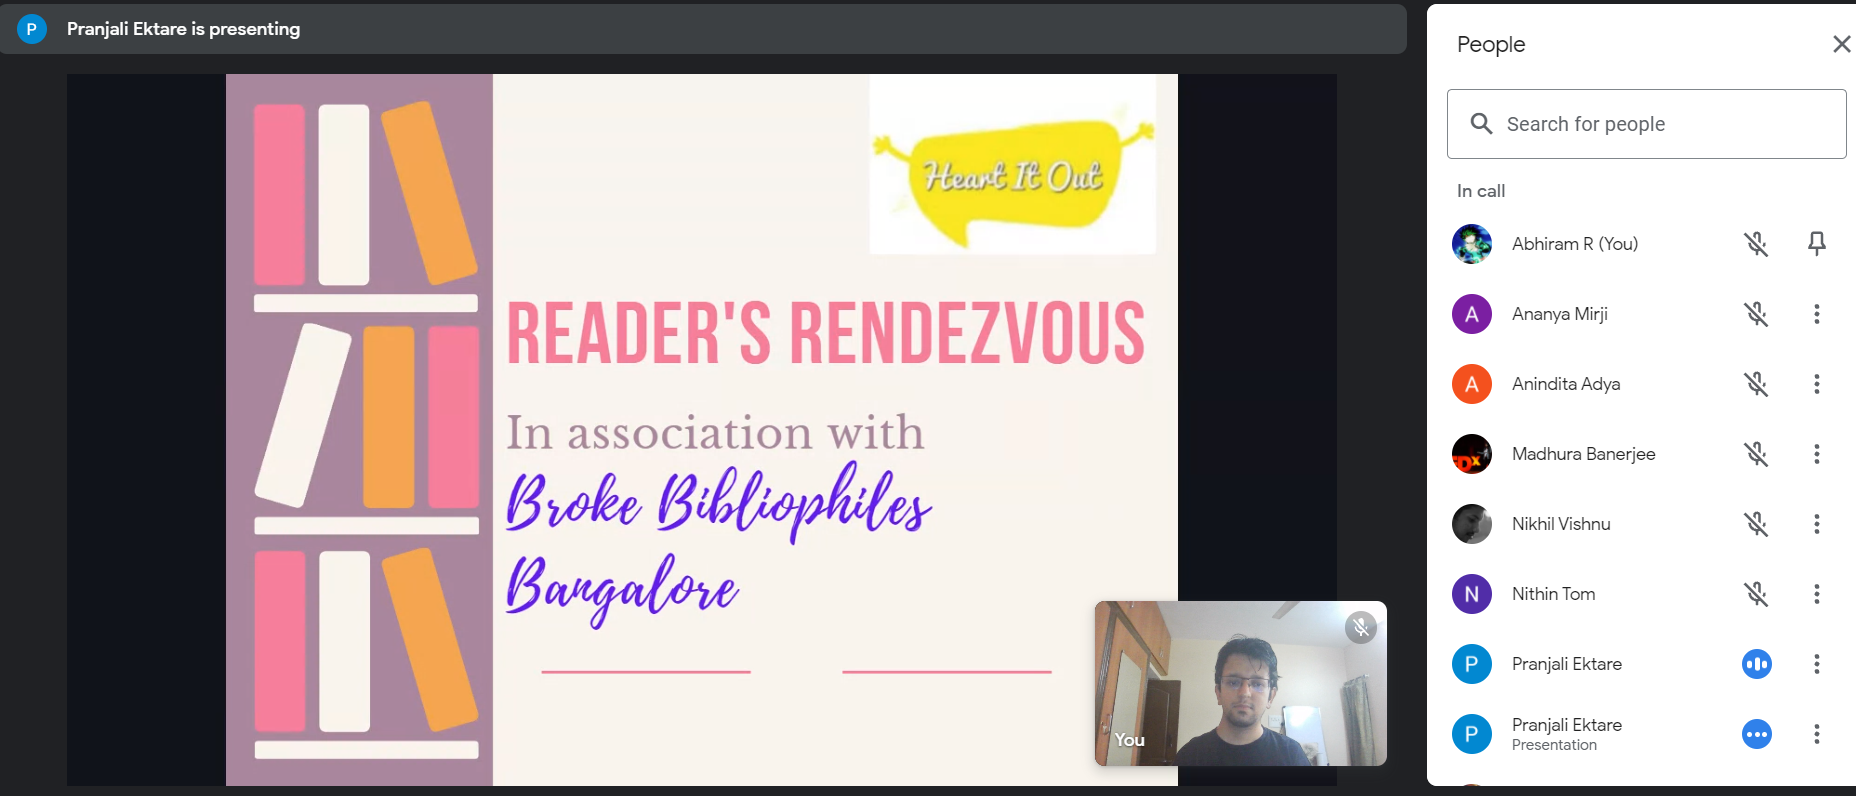 P
Pranjali Ektare is presenting
Heart It Out
READER'S RENDEZVOUS
In association with
Broke Bibliophiles
Bangalore
You
People
Search for people
In call
Abhiram R (You)
A
Ananya Mirji
A
Anindita Adya
EDx
Madhura Banerjee
Nikhil Vishnu
N
Nithin Tom
P
Pranjali Ektare
P
Pranjali Ektare
Presentation